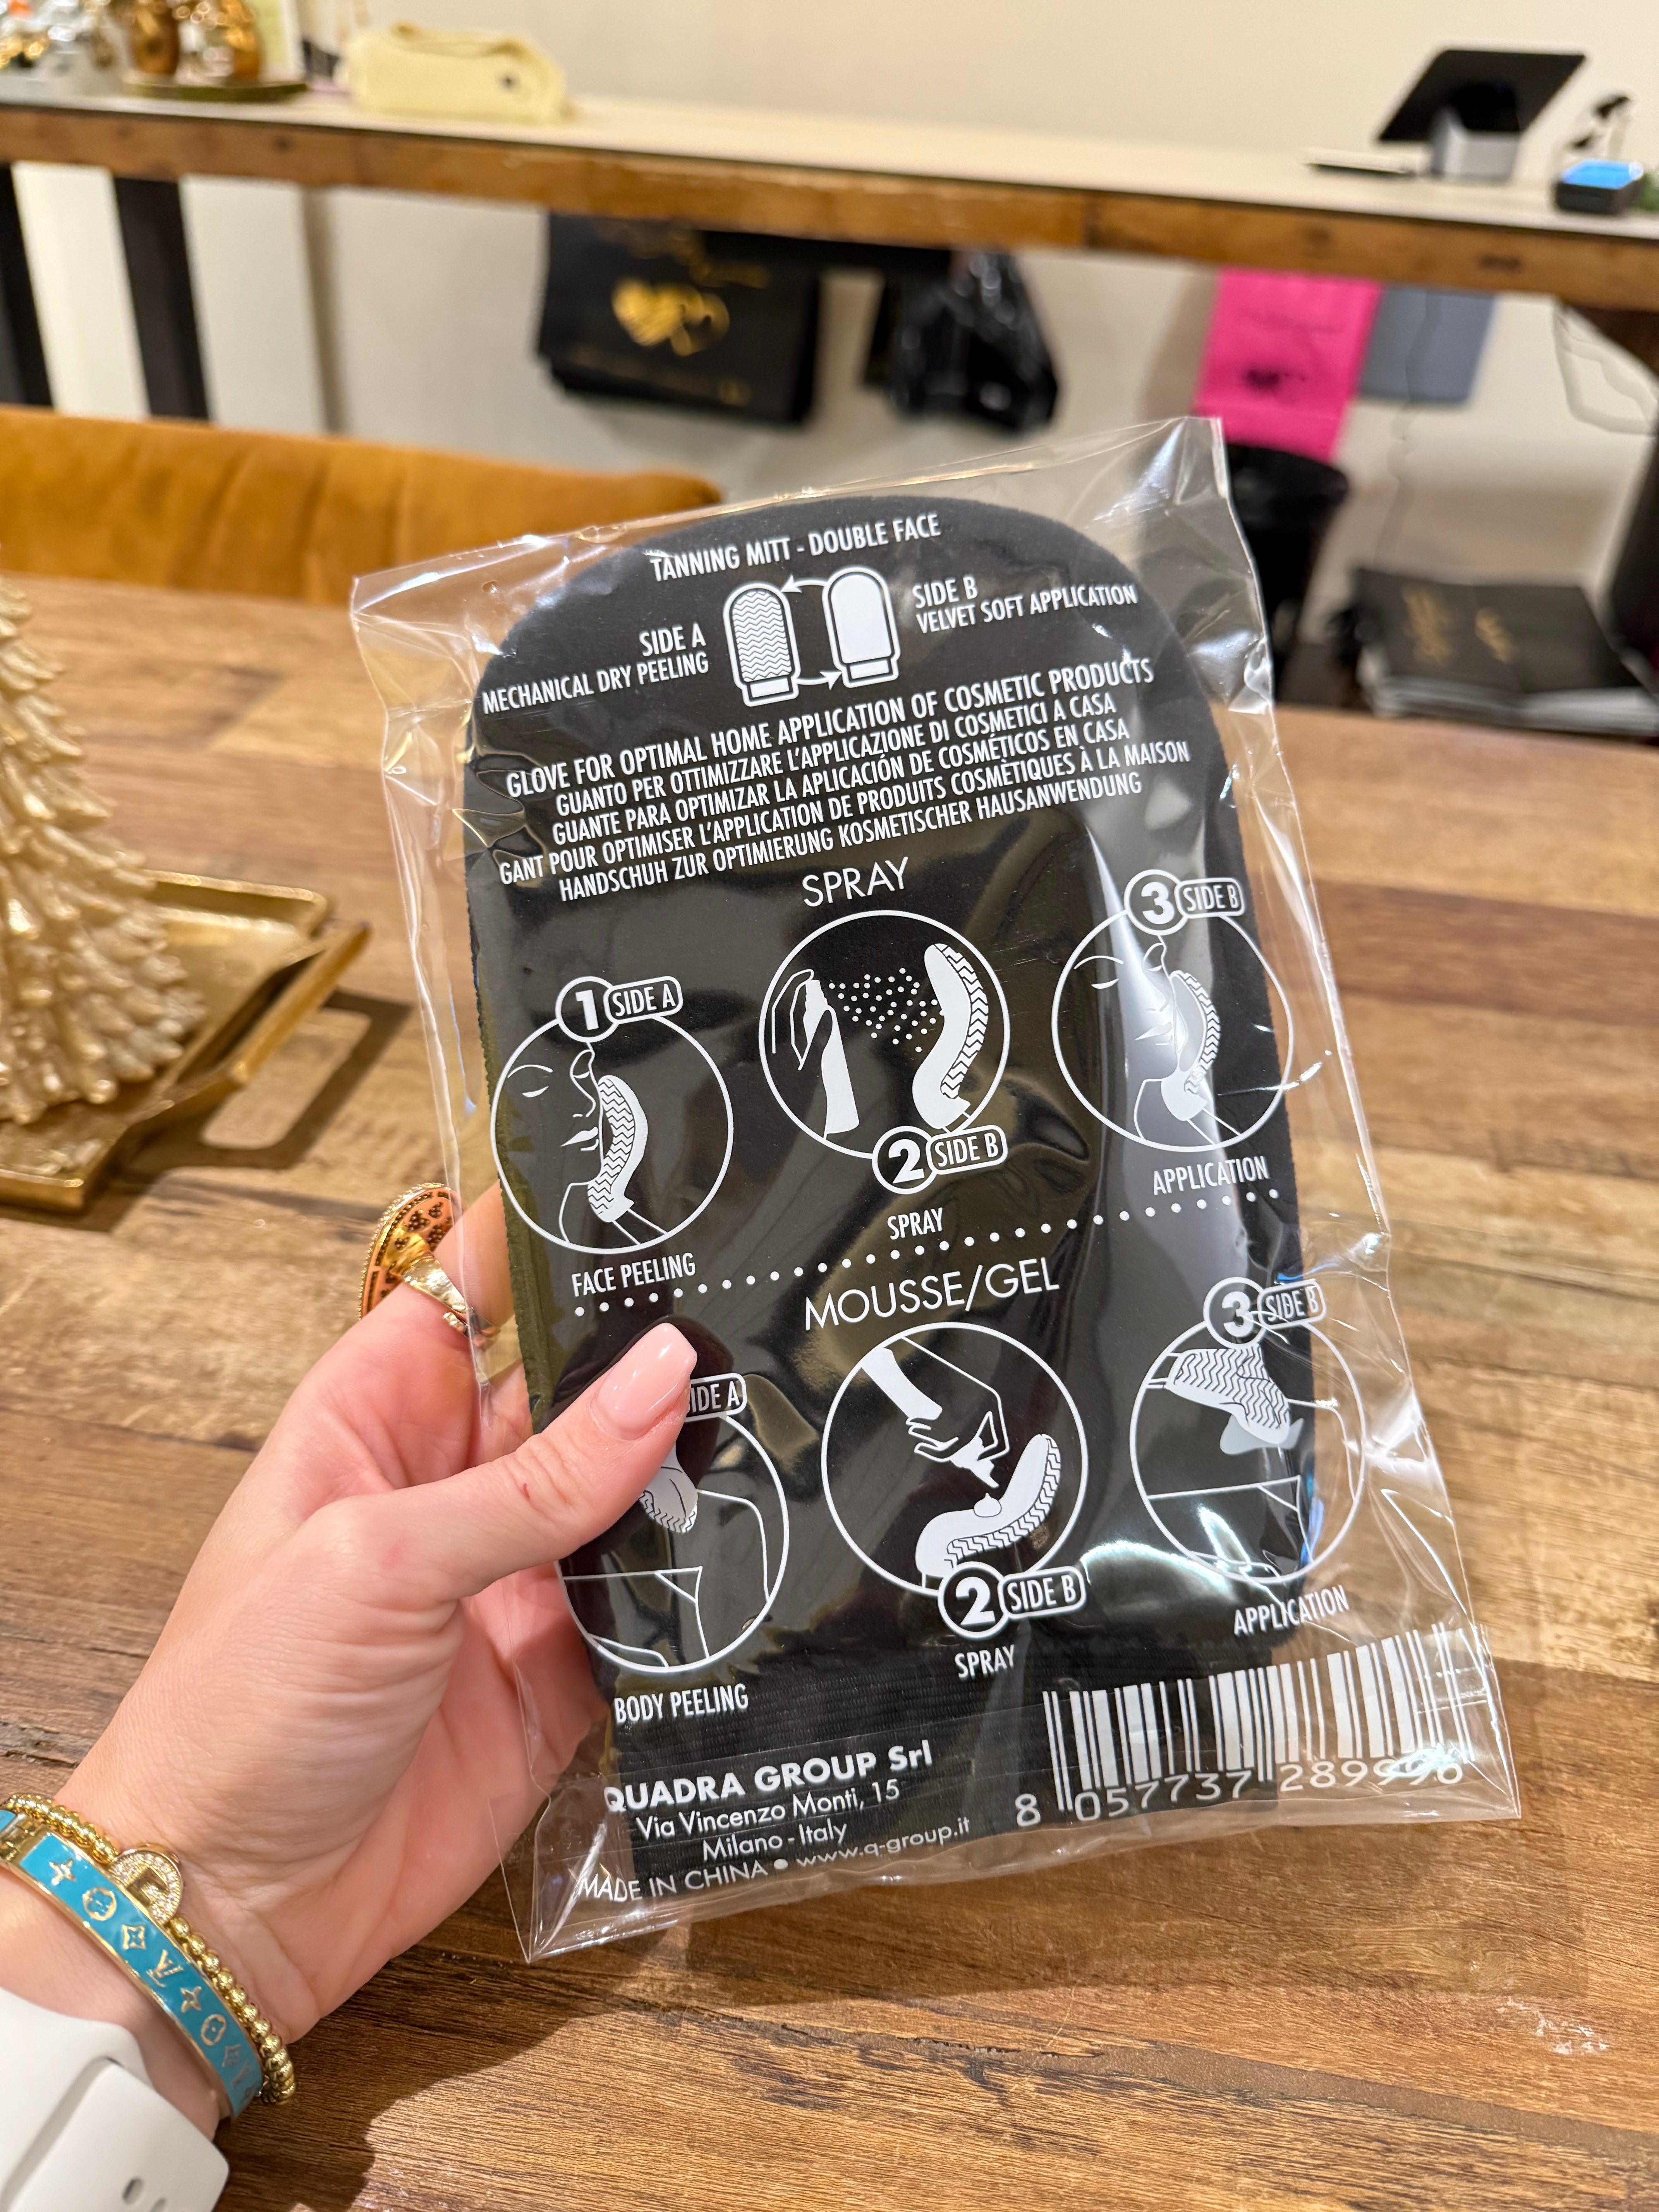 TANNING MITT - DOUBLE FACE
SIDE A
MECHANICAL DRY PEELING
SIDE B
VELVET SOFT APPLICATION
GLOVE FOR OPTIMAL HOME APPLICATION OF COSMETIC PRODUCTS
GUANTO PER OTTIMIZZARE L'APPLICAZIONE DI COSMETICI A CASA
GUANTE PARA OPTIMIZAR LA APLICACIÓN DE COSMÉTICOS EN CASA
GANT POUR OPTIMISER L'APPLICATION DE PRODUITS COSMÈTIQUES À LA MAISON
HANDSCHUH ZUR OPTIMIERUNG KOSMETISCHER HAUSANWENDUNG
SPRAY
1 SIDE A
FACE PEELING
2 SIDE B
SPRAY
3 SIDE B
APPLICATION
MOUSSE/GEL
SIDE A
BODY PEELING
2 SIDE B
SPRAY
3 SIDE B
APPLICATION
QUADRA GROUP Srl
Via Vincenzo Monti, 15
Milano - Italy
MADE IN CHINA • www.q-group.it
8 057737 289996